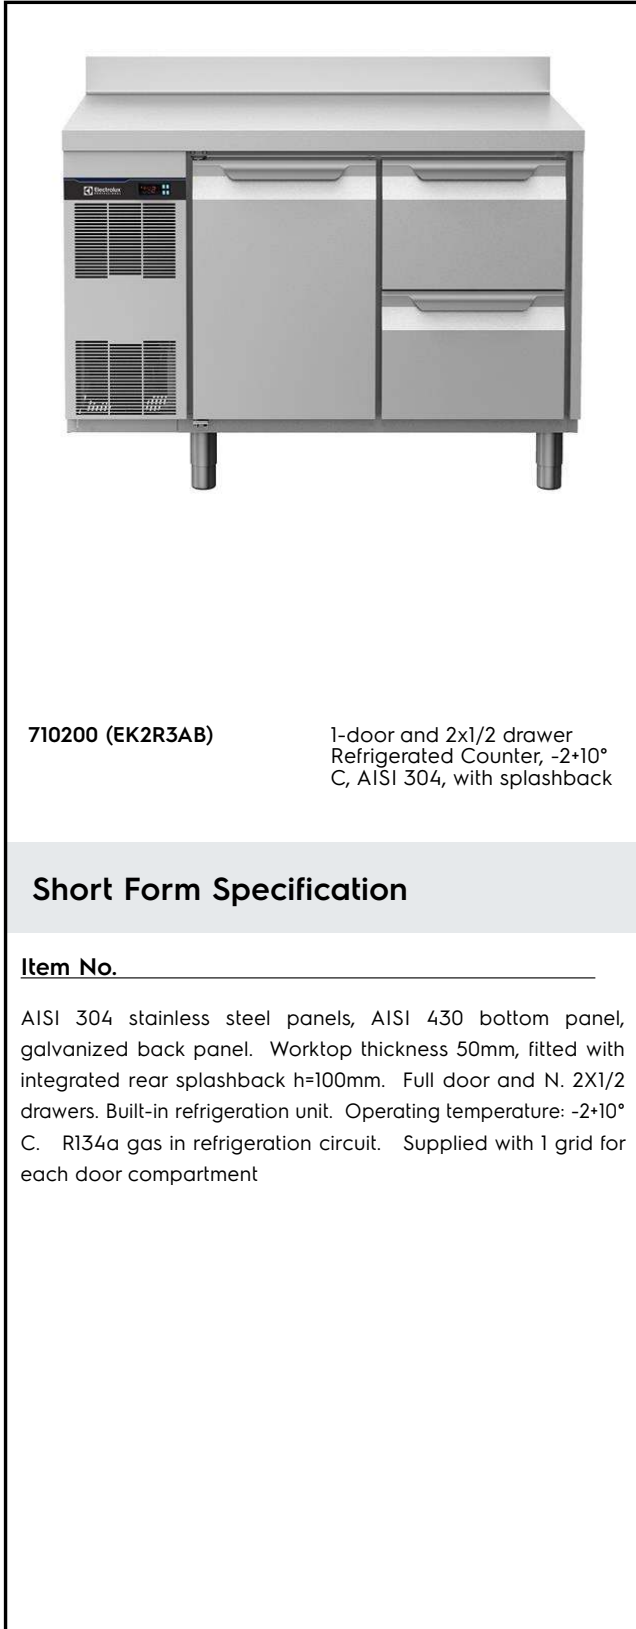 Electrolux
PROFESSIONAL
710200 (EK2R3AB)
1-door and 2x1/2 drawer
Refrigerated Counter, -2+10°
C, AISI 304, with splashback
Short Form Specification
Item No.
AISI 304 stainless steel panels, AISI 430 bottom panel,
galvanized back panel. Worktop thickness 50mm, fitted with
integrated rear splashback h=100mm. Full door and N. 2X1/2
drawers. Built-in refrigeration unit. Operating temperature: -2+10°
C. R134a gas in refrigeration circuit. Supplied with 1 grid for
each door compartment